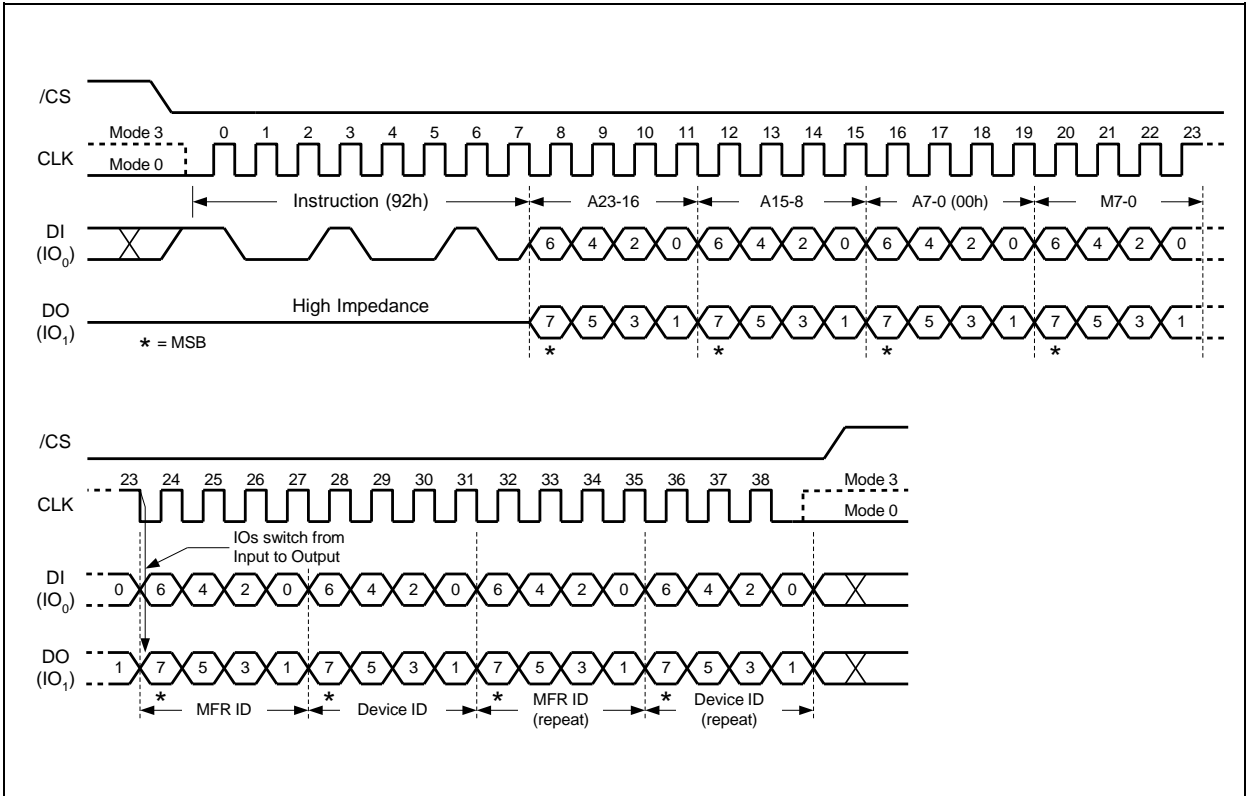 /CS
Mode 3 0 1 2 3 4 5 6 7 8 9 10 11 12 13 14 15 16 17 18 19 20 21 22 23
CLK
Mode 0
Instruction (92h) A23-16 A15-8 A7-0 (00h) M7-0
DI
(IO0)
6 4 2 0 6 4 2 0 6 4 2 0 6 4 2 0
High Impedance
DO
(IO1)
7 5 3 1 7 5 3 1 7 5 3 1 7 5 3 1
* = MSB
* * * *
/CS
23 24 25 26 27 28 29 30 31 32 33 34 35 36 37 38 Mode 3
CLK
Mode 0
IOs switch from
Input to Output
DI
(IO0)
0 6 4 2 0 6 4 2 0 6 4 2 0 6 4 2 0
DO
(IO1)
1 7 5 3 1 7 5 3 1 7 5 3 1 7 5 3 1
* * * *
MFR ID Device ID MFR ID Device ID
(repeat) (repeat)